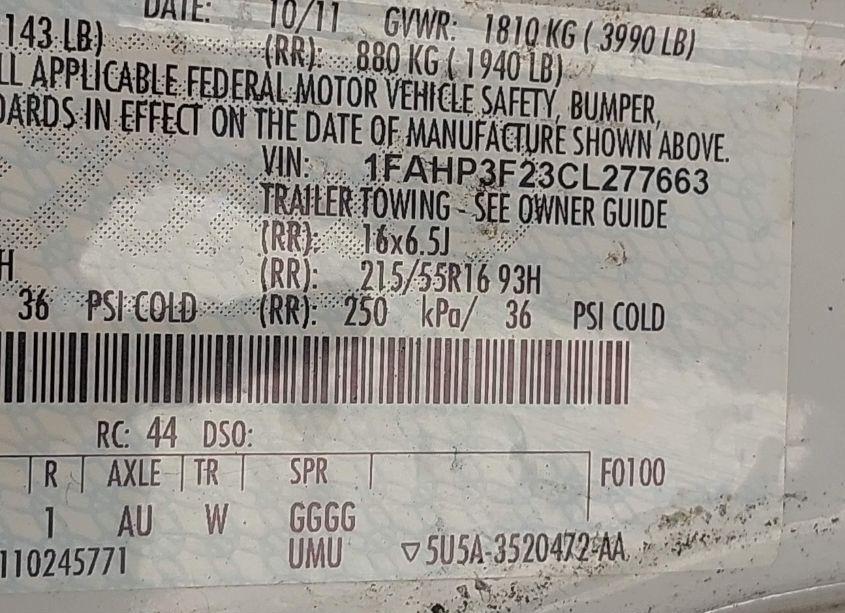 DATE: 10/11 GVWR: 1810 KG ( 3990 LB)
143 LB) (RR): 880 KG ( 1940 LB)
LL APPLICABLE FEDERAL MOTOR VEHICLE SAFETY, BUMPER,
DARDS IN EFFECT ON THE DATE OF MANUFACTURE SHOWN ABOVE.
VIN: 1FAHP3F23CL277663
TRAILER TOWING - SEE OWNER GUIDE
(RR): 16x6.5J
H (RR): 215/55R16 93H
36 PSI COLD (RR): 250 kPa/ 36 PSI COLD
RC: 44 DSO:
R AXLE TR SPR F0100
1 AU W GGGG
110245771 UMU ▽5U5A-3520472-AA